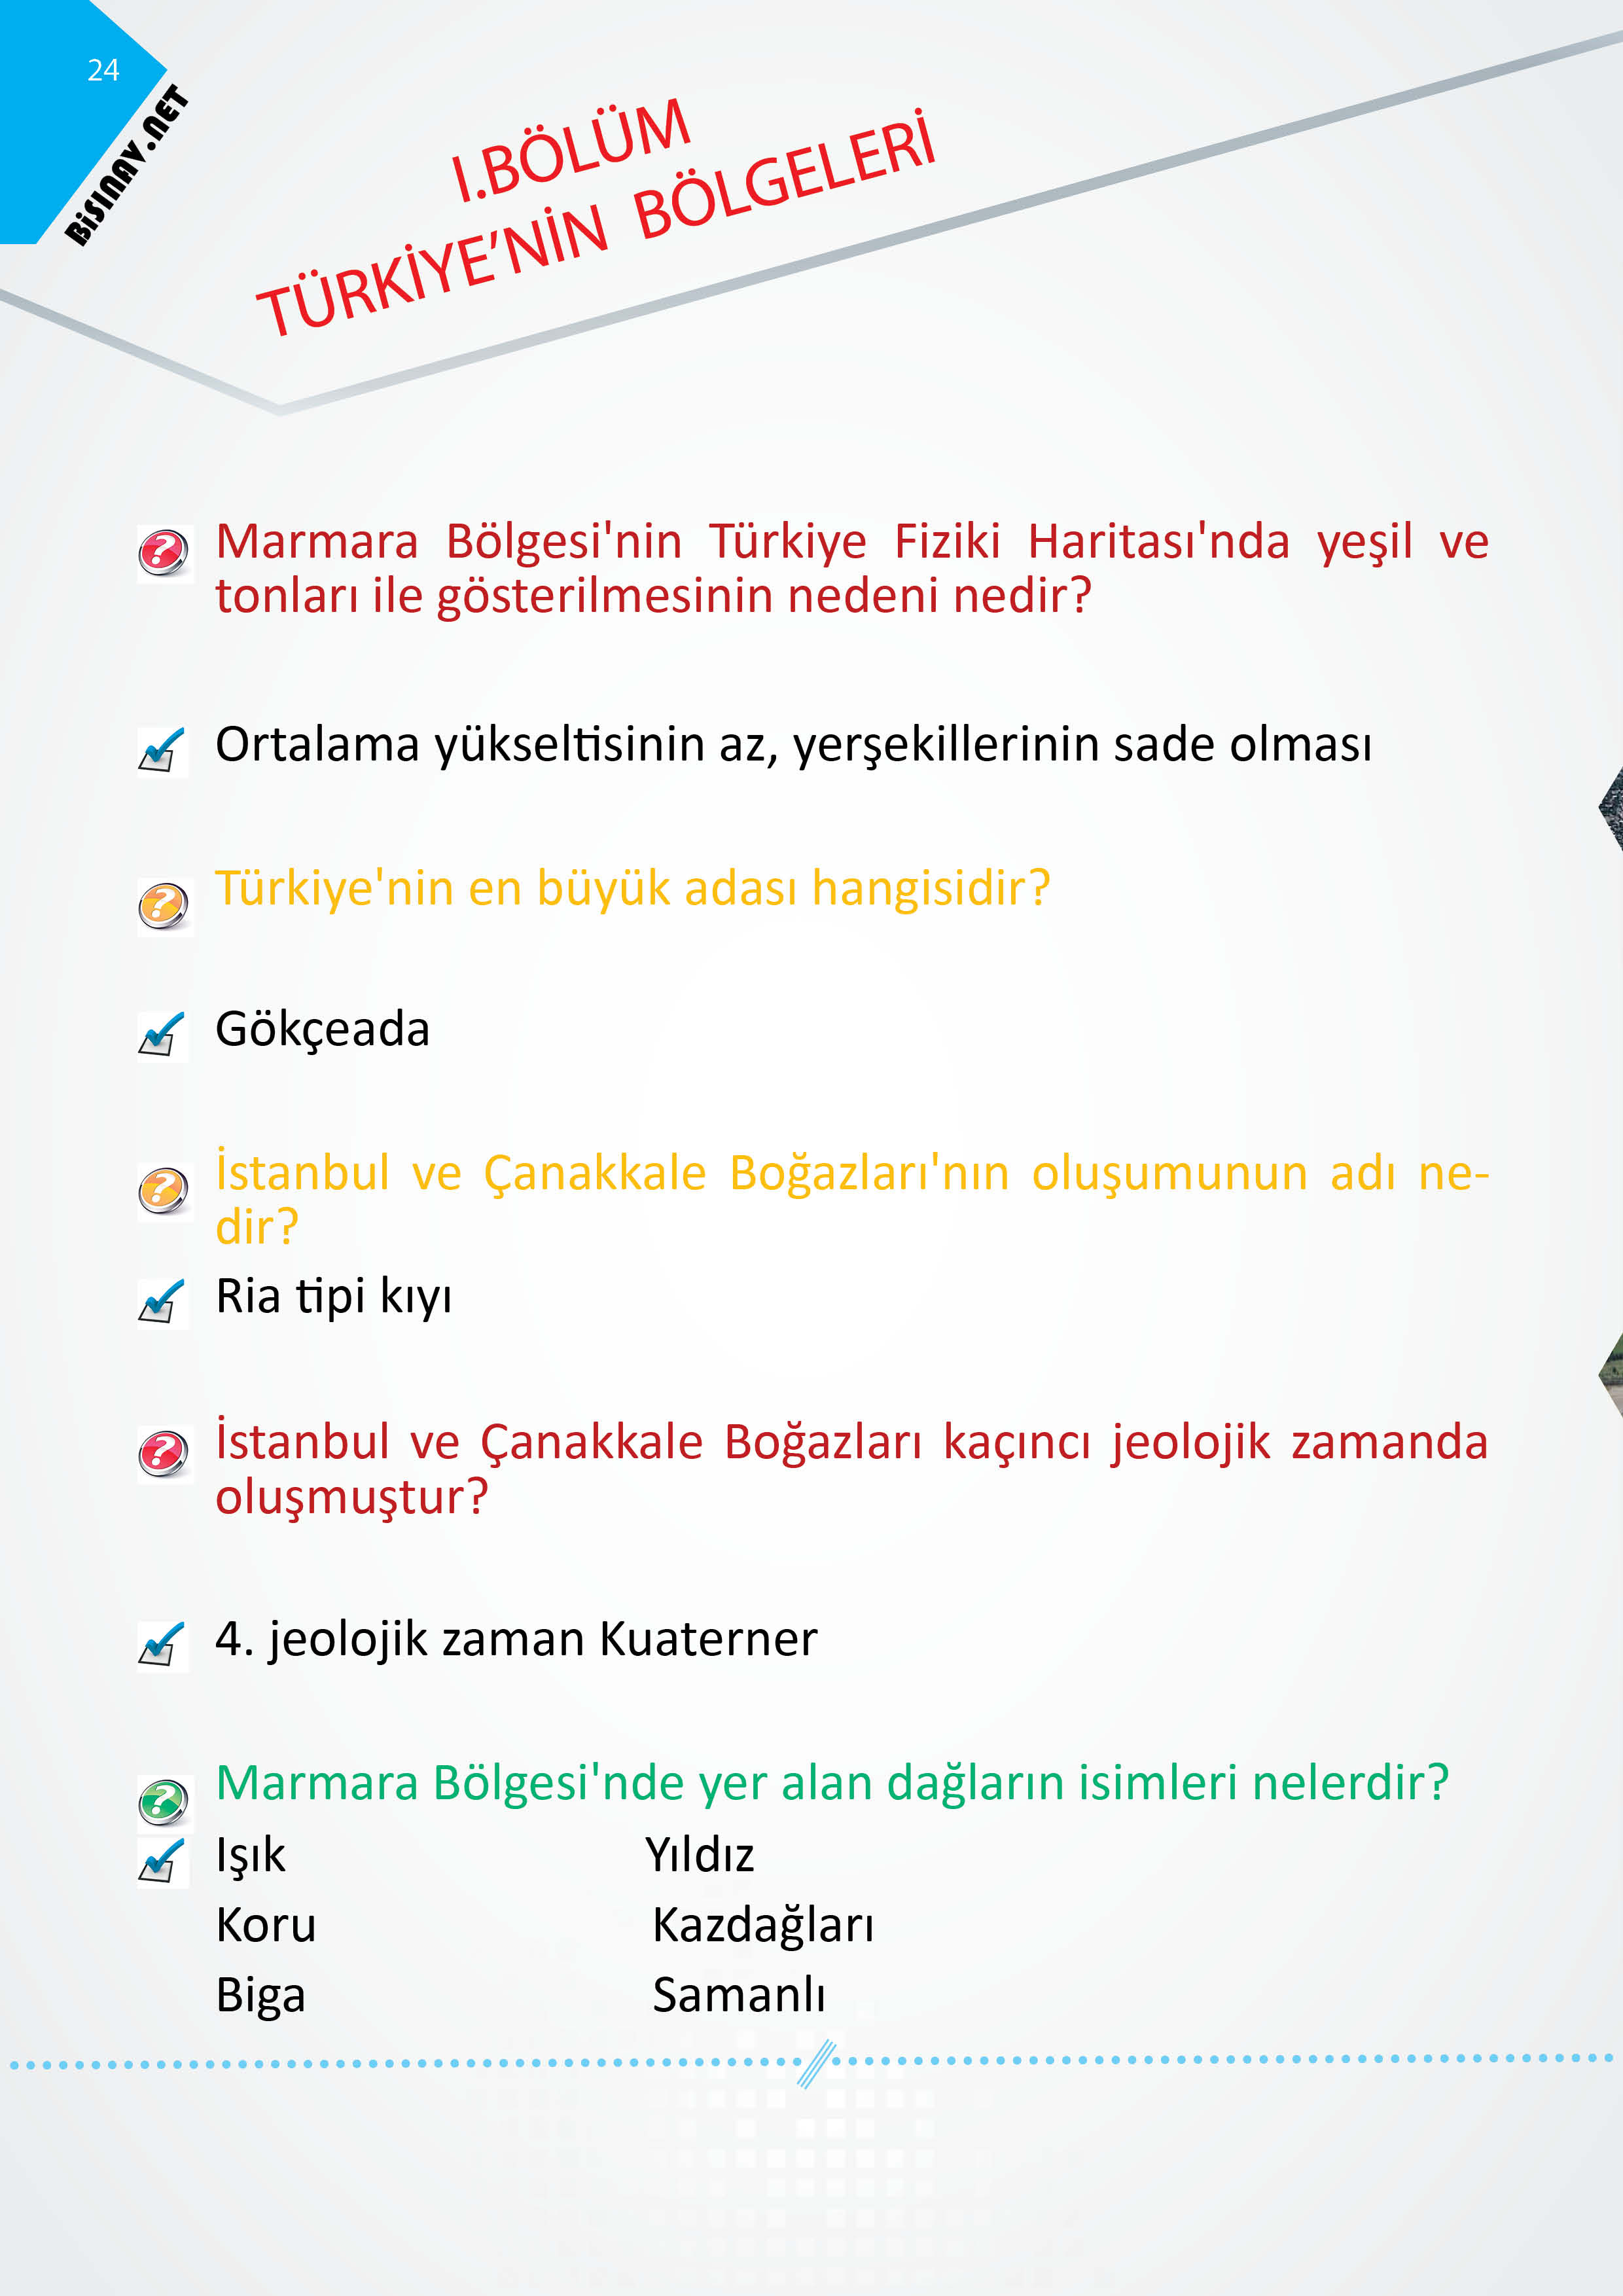 24
BiSINAV.NET
I.BÖLÜM
TÜRKİYE’NİN BÖLGELERİ
Marmara Bölgesi'nin Türkiye Fiziki Haritası'nda yeşil ve
tonları ile gösterilmesinin nedeni nedir?
Ortalama yükseltisinin az, yerşekillerinin sade olması
Türkiye'nin en büyük adası hangisidir?
Gökçeada
İstanbul ve Çanakkale Boğazları'nın oluşumunun adı ne-
dir?
Ria tipi kıyı
İstanbul ve Çanakkale Boğazları kaçıncı jeolojik zamanda
oluşmuştur?
4. jeolojik zaman Kuaterner
Marmara Bölgesi'nde yer alan dağların isimleri nelerdir?
Işık Yıldız
Koru Kazdağları
Biga Samanlı